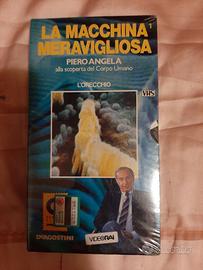 LA MACCHINA
MERAVIGLIOSA
PIERO ANGELA
alla scoperta del Corpo Umano
L'ORECCHIO
VHS
DeAGOSTINI
VIDEORAI